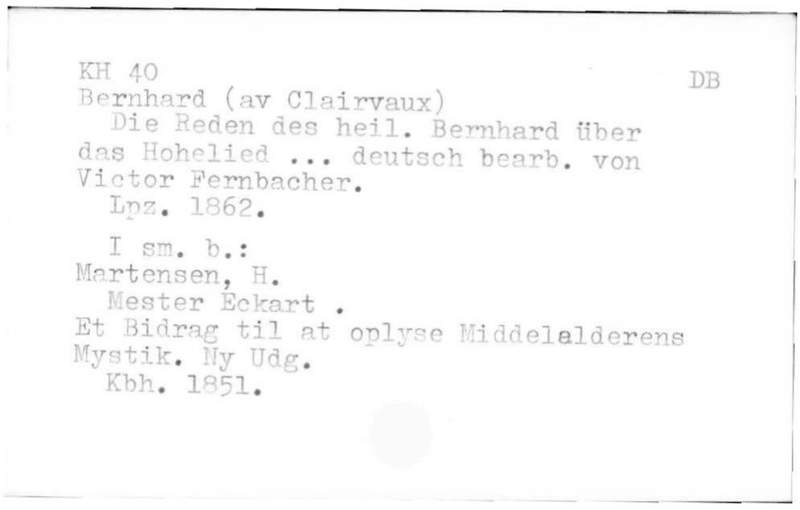 KH 40 DB
Bernhard (av Clairvaux)
Die Reden des heil. Bernhard über
das Hohelied ... deutsch bearb. von
Victor Fernbacher.
Lpz. 1862.
I sm. b.:
Martensen, H.
Mester Eckart .
Et Bidrag til at oplyse Middelalderens
Mystik. Ny Udg.
Kbh. 1851.